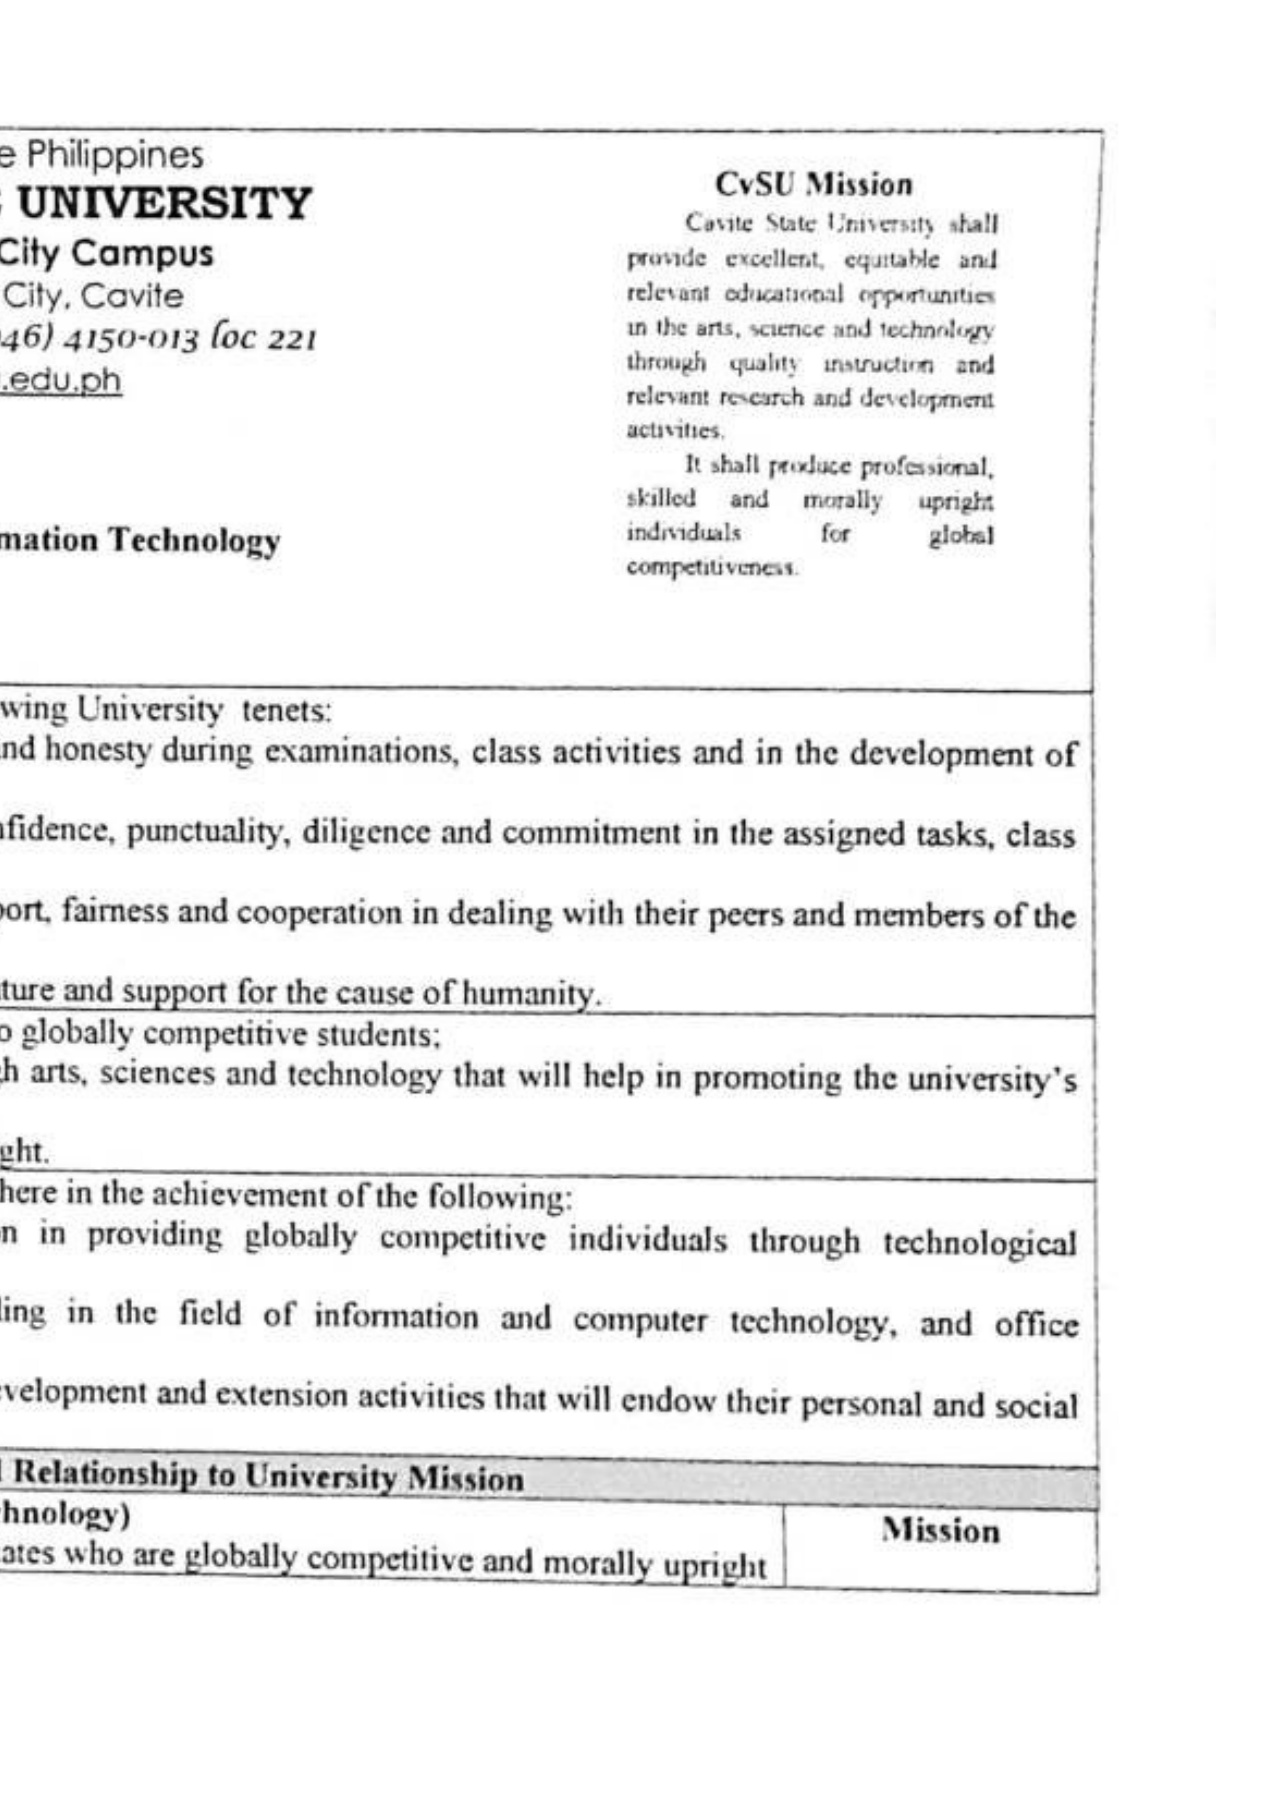 e Philippines
UNIVERSITY
City Campus
City, Cavite
46) 4150-013 loc 221
.edu.ph
mation Technology
CvSU Mission
Cavite State University shall
provide excellent, equitable and
relevant educational opportunities
in the arts, science and technology
through quality instruction and
relevant research and development
activities.
It shall produce professional,
skilled and morally upright
individuals for global
competitiveness.
wing University tenets:
nd honesty during examinations, class activities and in the development of
nfidence, punctuality, diligence and commitment in the assigned tasks, class
port, fairness and cooperation in dealing with their peers and members of the
ture and support for the cause of humanity.
o globally competitive students;
gh arts, sciences and technology that will help in promoting the university's
ght.
here in the achievement of the following:
n in providing globally competitive individuals through technological
ling in the field of information and computer technology, and office
evelopment and extension activities that will endow their personal and social
Relationship to University Mission
hnology)
Mission
ates who are globally competitive and morally upright